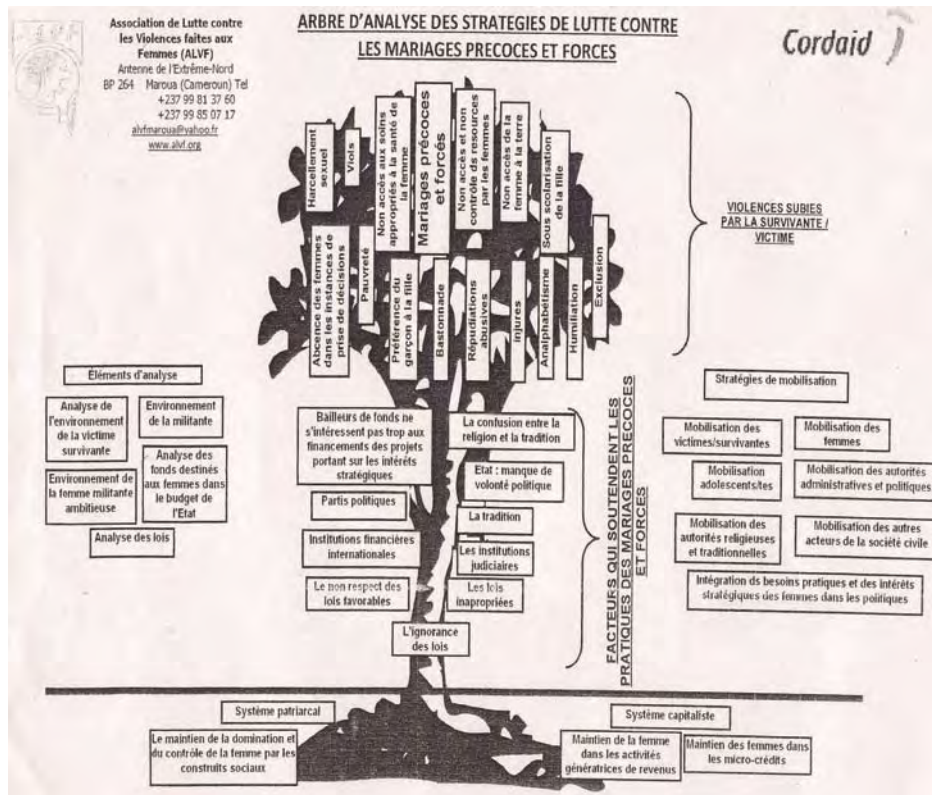 Association de Lutte contre
les Violences faites aux
Femmes (ALVF)
Antenne de l'Extrême-Nord
BP 264 Maroua (Cameroun) Tel
+237 99 81 37 60
+237 99 85 07 17
alvfmaroua@yahoo.fr
www.alvf.org
ARBRE D'ANALYSE DES STRATEGIES DE LUTTE CONTRE
LES MARIAGES PRECOCES ET FORCES
Cordaid
Harcellement
sexuel
Viols
Non accès aux soins
appropriés à la santé de
la femme
Mariages précoces
et forcés
Non accès et non
contrôle ds resources
par les femmes
Non accès de la
femme à la terre
Sous scolarisation
de la fille
Absence des femmes
dans les instances de
prise de décisions
Pauvreté
Préférence du
garçon à la fille
Bastonnade
Répudiations
abusives
injures
Analphabétisme
Humiliation
Exclusion
VIOLENCES SUBIES
PAR LA SURVIVANTE /
VICTIME
Eléments d'analyse
Analyse de
l'environnement
de la victime
survivante
Environnement
de la militante
Environnement de
la femme militante
ambitieuse
Analyse des
fonds destinés
aux femmes dans
le budget de
l'Etat
Analyse des lois
Bailleurs de fonds ne
s'intéressent pas trop aux
financements des projets
portant sur les intérêts
stratégiques
La confusion entre la
religion et la tradition
Etat : manque de
volonté politique
Partis politiques
La tradition
Institutions financières
internationales
Les institutions
judiciaires
Le non respect des
lois favorables
Les lois
inapropriées
L'ignorance
des lois
FACTEURS QUI SOUTENDENT LES
PRATIQUES DES MARIAGES PRECOCES
ET FORCES
Stratégies de mobilisation
Mobilisation des
victimes/survivantes
Mobilisation des
femmes
Mobilisation
adolescents/tes
Mobilisation des autorités
administratives et politiques
Mobilisation des
autorités religieuses
et traditionnelles
Mobilisation des autres
acteurs de la société civile
Intégration ds besoins pratiques et des intérêts
stratégiques des femmes dans les politiques
Système patriarcal
Le maintien de la domination et
du contrôle de la femme par les
construits sociaux
Système capitaliste
Maintien de la femme
dans les activités
génératrices de revenus
Maintien des femmes dans
les micro-crédits